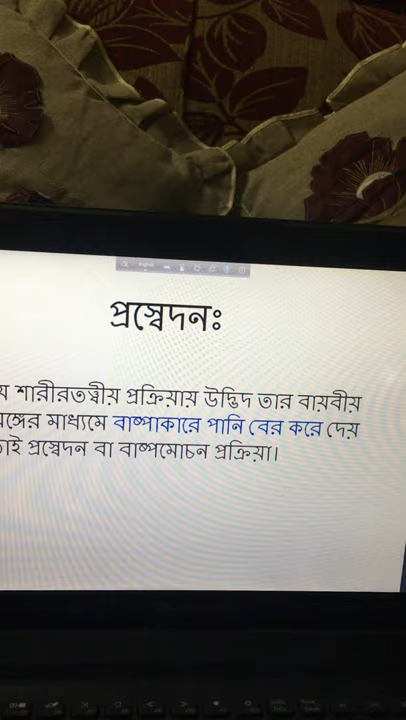 প্রস্বেদনঃ
শারীরতত্বীয় প্রক্রিয়ায় উদ্ভিদ তার বায়বীয়
মাধ্যমে বাষ্পাকারে পানি বের করে দেয়
প্রস্বেদন বা বাষ্পমোচন প্রক্রিয়া।